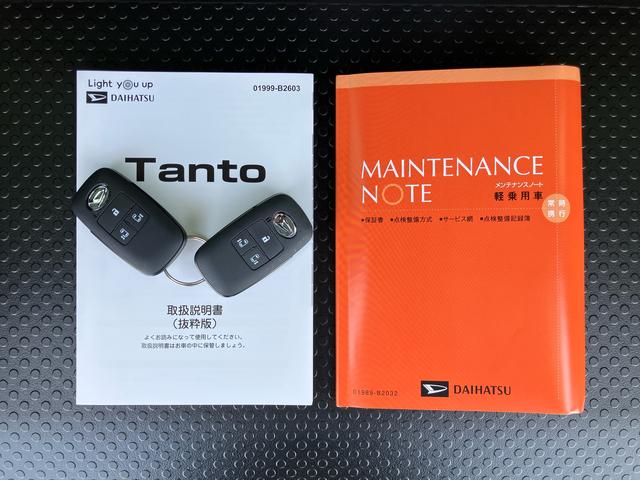 Light you up
DAIHATSU
01999-B2603
Tanto
取扱説明書
（抜粋版）
よくお読みになって使用してください。
取扱説明書はお車の中に保管しましょう。
MAINTENANCE
NOTE
メンテナンスノート
軽乗用車
常時
携行
●保証書 ●点検整備方式 ●サービス網 ●点検整備記録簿
01989-B2032
DAIHATSU